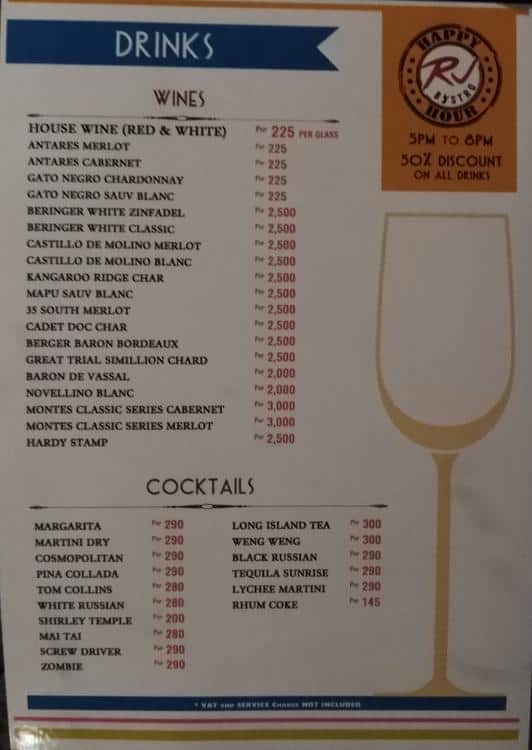 DRINKS
HAPPY
RJ
BISTRO
HOUR
5PM TO 8PM
50% DISCOUNT
ON ALL DRINKS
WINES
HOUSE WINE (RED & WHITE) PHP 225 PER GLASS
ANTARES MERLOT PHP 225
ANTARES CABERNET PHP 225
GATO NEGRO CHARDONNAY PHP 225
GATO NEGRO SAUV BLANC PHP 225
BERINGER WHITE ZINFADEL PHP 2,500
BERINGER WHITE CLASSIC PHP 2,500
CASTILLO DE MOLINO MERLOT PHP 2,500
CASTILLO DE MOLINO BLANC PHP 2,500
KANGAROO RIDGE CHAR PHP 2,500
MAPU SAUV BLANC PHP 2,500
35 SOUTH MERLOT PHP 2,500
CADET DOC CHAR PHP 2,500
BERGER BARON BORDEAUX PHP 2,500
GREAT TRIAL SIMILLION CHARD PHP 2,500
BARON DE VASSAL PHP 2,000
NOVELLINO BLANC PHP 2,000
MONTES CLASSIC SERIES CABERNET PHP 3,000
MONTES CLASSIC SERIES MERLOT PHP 3,000
HARDY STAMP PHP 2,500
COCKTAILS
MARGARITA PHP 290
MARTINI DRY PHP 290
COSMOPOLITAN PHP 290
PINA COLLADA PHP 290
TOM COLLINS PHP 280
WHITE RUSSIAN PHP 280
SHIRLEY TEMPLE PHP 200
MAI TAI PHP 280
SCREW DRIVER PHP 290
ZOMBIE PHP 290
LONG ISLAND TEA PHP 300
WENG WENG PHP 300
BLACK RUSSIAN PHP 290
TEQUILA SUNRISE PHP 290
LYCHEE MARTINI PHP 290
RHUM COKE PHP 145
* VAT AND SERVICE CHARGE NOT INCLUDED